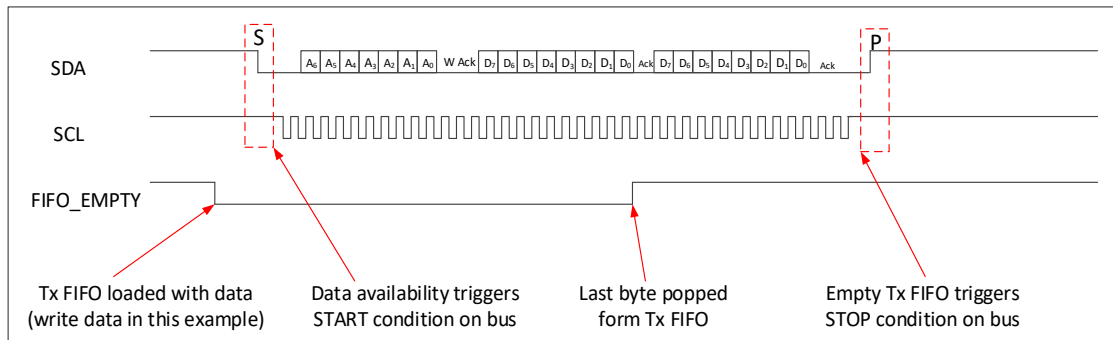 S
P
SDA
A6 A5 A4 A3 A2 A1 A0 W Ack D7 D6 D5 D4 D3 D2 D1 D0 Ack D7 D6 D5 D4 D3 D2 D1 D0 Ack
SCL
FIFO_EMPTY
Tx FIFO loaded with data
(write data in this example)
Data availability triggers
START condition on bus
Last byte popped
form Tx FIFO
Empty Tx FIFO triggers
STOP condition on bus